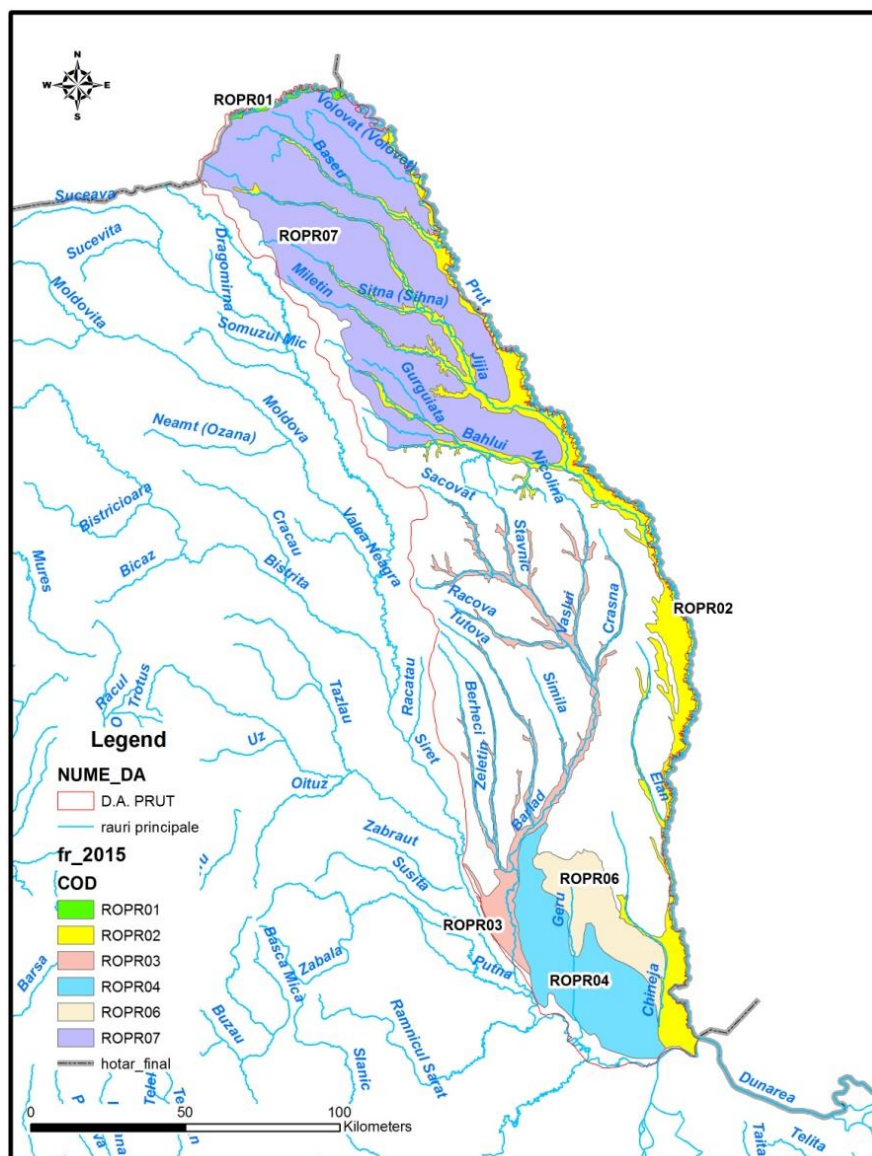 N
W E
S
ROPR01
Volovat (Volovet)
Baseu
Suceava
Sucevita
Dragomirna
ROPR07
Moldovita
Miletin
Sitna (Sihna)
Prut
Somuzul Mic
Jijia
Gurguiata
Moldova
Neamt (Ozana)
Bahlui
Nicolina
Sacovat
Bistricioara
Cracau
Valea Neagra
Stavnic
Mures
Bicaz
Bistrita
Racova
Vaslui
Crasna
ROPR02
Tutova
Racul
Trotus
O
Tazlau
Racatau
Berheci
Simila
Zeletin
Uz
Siret
Elan
Oituz
Barlad
Zabraut
Susita
ROPR06
Geru
ROPR03
Basca Mica
Zabala
Putna
ROPR04
Chineja
Barsa
Buzau
Ramnicul Sarat
Slanic
Dunarea
Taita
Telita
Legend
NUME_DA
D.A. PRUT
rauri principale
fr_2015
COD
ROPR01
ROPR02
ROPR03
ROPR04
ROPR06
ROPR07
hotar_final
0 50 100
Kilometers